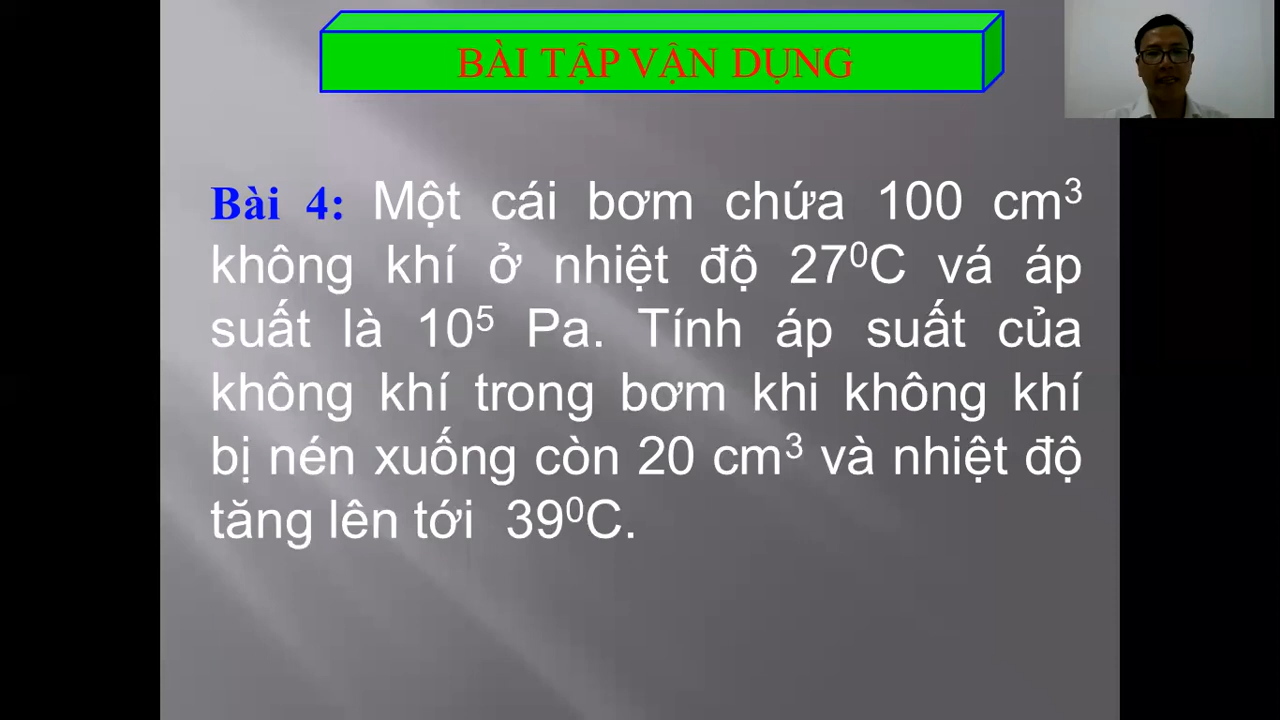 BÀI TẬP VẬN DỤNG
Bài 4: Một cái bơm chứa 100 cm³
không khí ở nhiệt độ 27⁰C vá áp
suất là 10⁵ Pa. Tính áp suất của
không khí trong bơm khi không khí
bị nén xuống còn 20 cm³ và nhiệt độ
tăng lên tới 39⁰C.